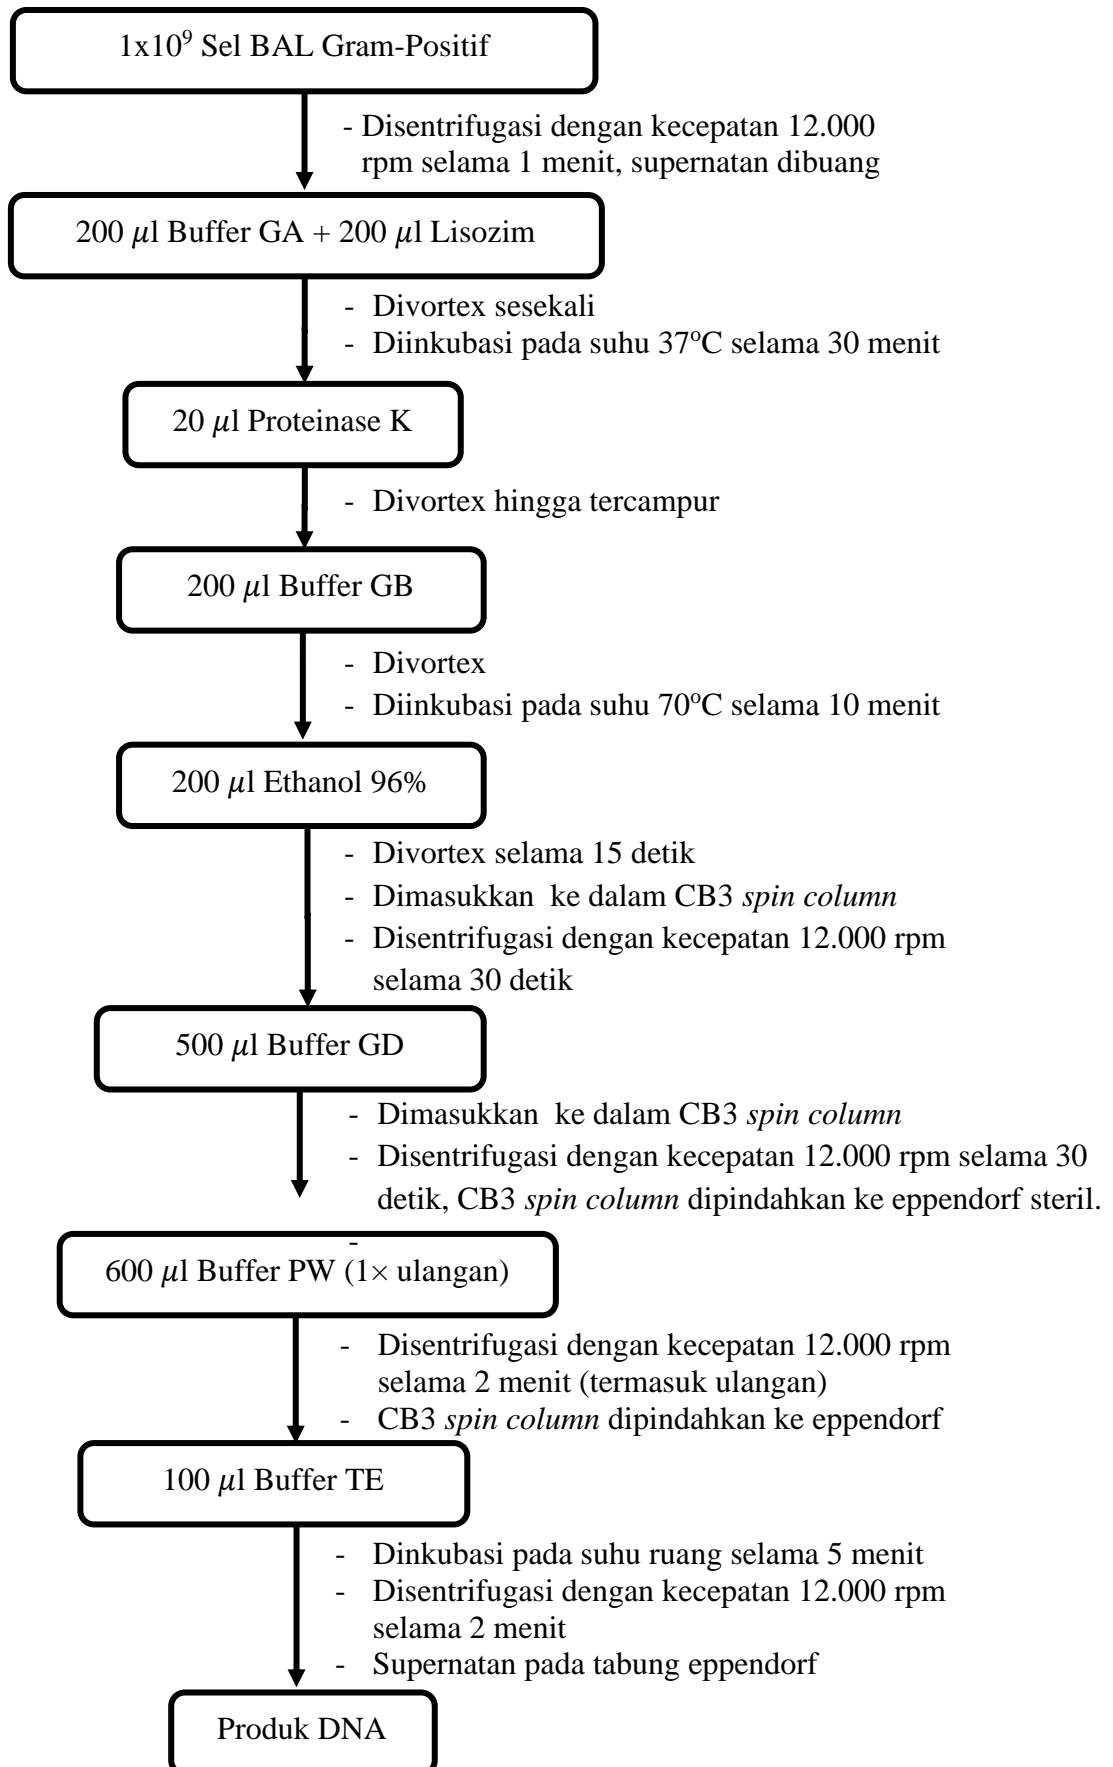 1x10⁹ Sel BAL Gram-Positif
- Disentrifugasi dengan kecepatan 12.000
rpm selama 1 menit, supernatan dibuang
200 µl Buffer GA + 200 µl Lisozim
- Divortex sesekali
- Diinkubasi pada suhu 37°C selama 30 menit
20 µl Proteinase K
- Divortex hingga tercampur
200 µl Buffer GB
- Divortex
- Diinkubasi pada suhu 70°C selama 10 menit
200 µl Ethanol 96%
- Divortex selama 15 detik
- Dimasukkan ke dalam CB3 spin column
- Disentrifugasi dengan kecepatan 12.000 rpm
selama 30 detik
500 µl Buffer GD
- Dimasukkan ke dalam CB3 spin column
- Disentrifugasi dengan kecepatan 12.000 rpm selama 30
detik, CB3 spin column dipindahkan ke eppendorf steril.
-
600 µl Buffer PW (1× ulangan)
- Disentrifugasi dengan kecepatan 12.000 rpm
selama 2 menit (termasuk ulangan)
- CB3 spin column dipindahkan ke eppendorf
100 µl Buffer TE
- Dinkubasi pada suhu ruang selama 5 menit
- Disentrifugasi dengan kecepatan 12.000 rpm
selama 2 menit
- Supernatan pada tabung eppendorf
Produk DNA